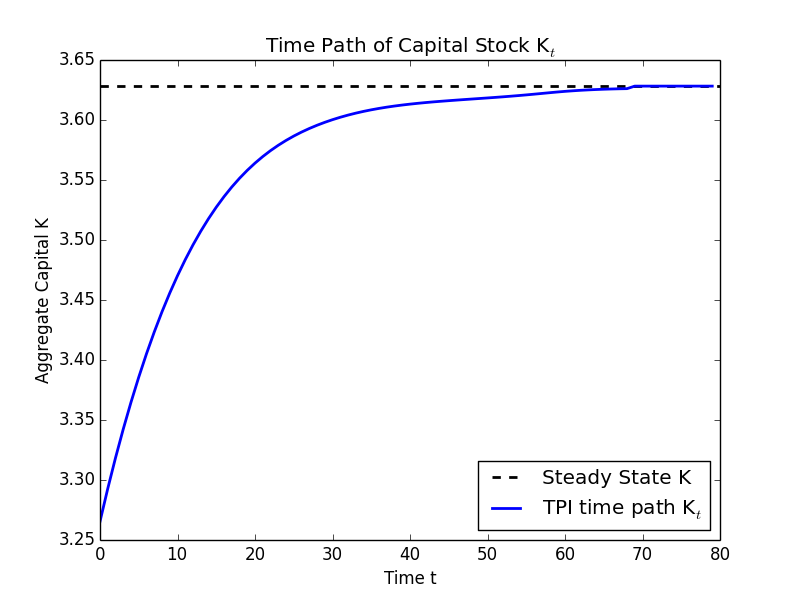 Time Path of Capital Stock Kₜ
Aggregate Capital K
3.65
3.60
3.55
3.50
3.45
3.40
3.35
3.30
3.25
0 10 20 30 40 50 60 70 80
Time t
Steady State K
TPI time path Kₜ